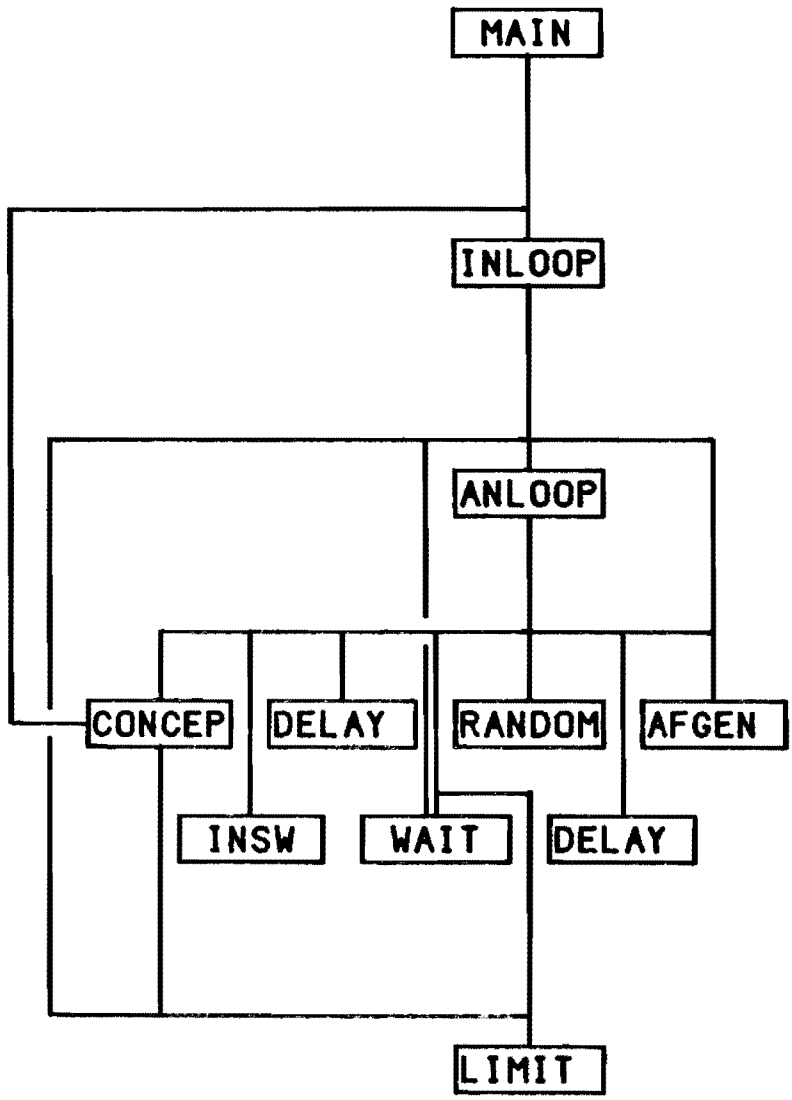 MAIN
INLOOP
ANLOOP
CONCEP
DELAY
RANDOM
AFGEN
INSW
WAIT
DELAY
LIMIT